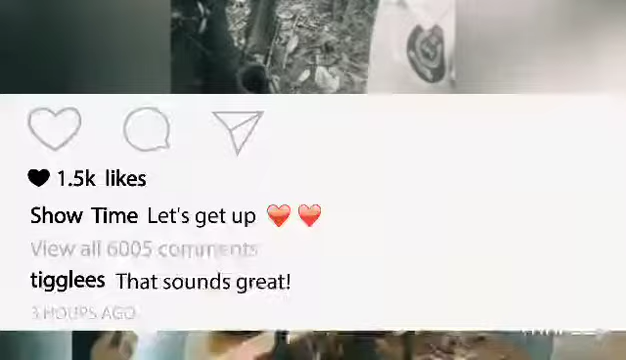 1.5k likes
Show Time Let's get up ❤️ ❤️
View all 6005 comments
tigglees That sounds great!
3 HOURS AGO